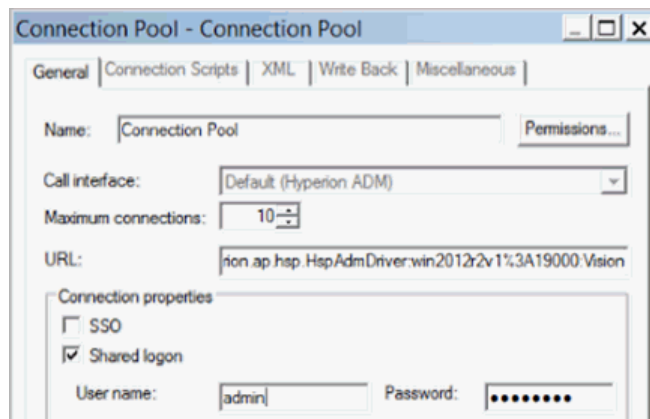 Connection Pool - Connection Pool
General Connection Scripts XML Write Back Miscellaneous
Name: Connection Pool Permissions...
Call interface: Default (Hyperion ADM)
Maximum connections: 10
URL: rion.ap.hsp.HspAdmDriver:win2012r2v1%3A19000:Vision
Connection properties
SSO
Shared logon
User name: admin Password: ••••••••